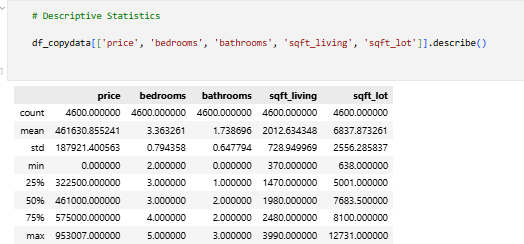 # Descriptive Statistics
df_copydata[['price', 'bedrooms', 'bathrooms', 'sqft_living', 'sqft_lot']].describe()
price bedrooms bathrooms sqft_living sqft_lot
count 4600.000000 4600.000000 4600.000000 4600.000000 4600.000000
mean 461630.855241 3.363261 1.738696 2012.634348 6837.873261
std 187921.400563 0.794358 0.647794 728.949969 2556.285837
min 0.000000 2.000000 0.000000 370.000000 638.000000
25% 322500.000000 3.000000 1.000000 1470.000000 5001.000000
50% 461000.000000 3.000000 2.000000 1980.000000 7683.500000
75% 575000.000000 4.000000 2.000000 2480.000000 8100.000000
max 953007.000000 5.000000 3.000000 3990.000000 12731.000000